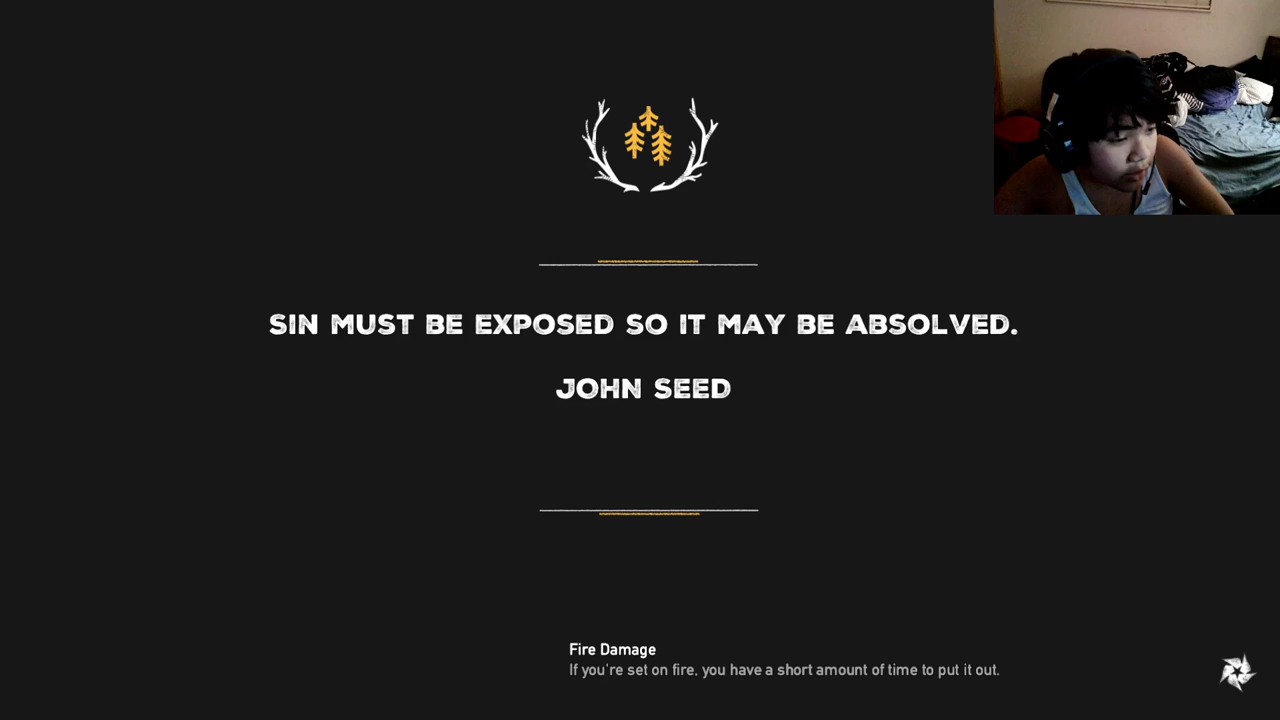 SIN MUST BE EXPOSED SO IT MAY BE ABSOLVED.
JOHN SEED
Fire Damage
If you're set on fire, you have a short amount of time to put it out.